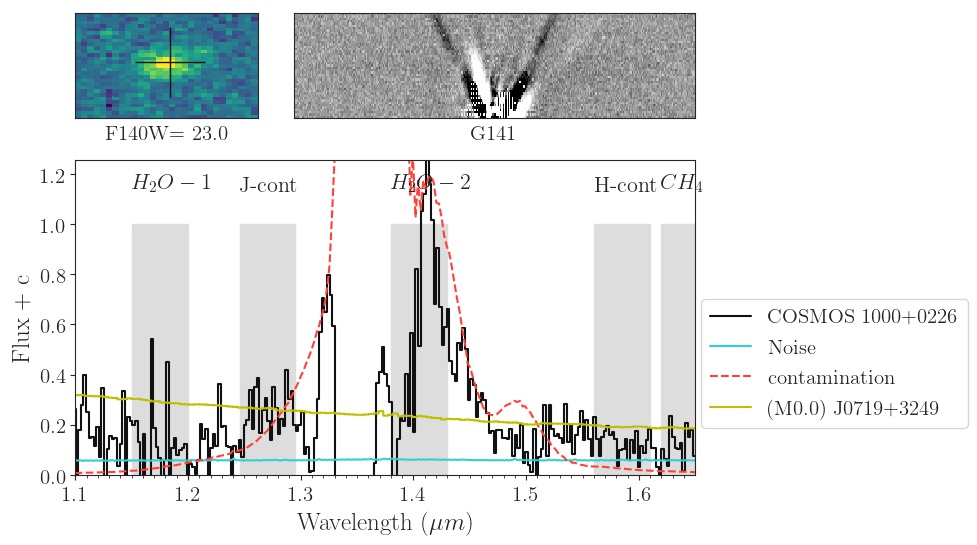 F140W= 23.0
G141
H₂O − 1
J-cont
H₂O − 2
H-cont
CH₄
1.2
1.0
0.8
0.6
0.4
0.2
0.0
Flux + c
1.1
1.2
1.3
1.4
1.5
1.6
Wavelength (μm)
COSMOS 1000+0226
Noise
contamination
(M0.0) J0719+3249